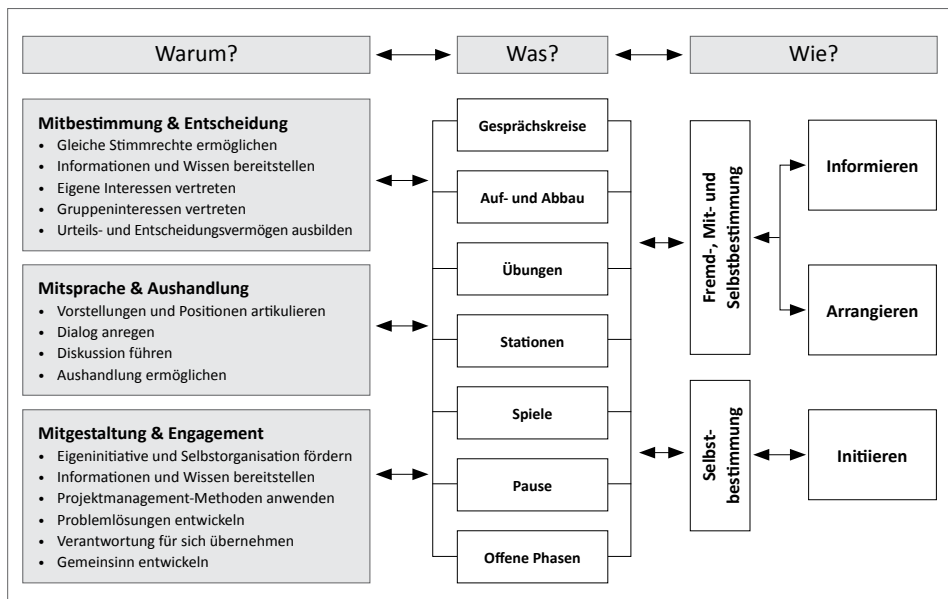 Warum?
Was?
Wie?
Mitbestimmung & Entscheidung
• Gleiche Stimmrechte ermöglichen
• Informationen und Wissen bereitstellen
• Eigene Interessen vertreten
• Gruppeninteressen vertreten
• Urteils- und Entscheidungsvermögen ausbilden
Mitsprache & Aushandlung
• Vorstellungen und Positionen artikulieren
• Dialog anregen
• Diskussion führen
• Aushandlung ermöglichen
Mitgestaltung & Engagement
• Eigeninitiative und Selbstorganisation fördern
• Informationen und Wissen bereitstellen
• Projektmanagement-Methoden anwenden
• Problemlösungen entwickeln
• Verantwortung für sich übernehmen
• Gemeinsinn entwickeln
Gesprächskreise
Auf- und Abbau
Übungen
Stationen
Spiele
Pause
Offene Phasen
Fremd-, Mit- und
Selbstbestimmung
Selbst-
bestimmung
Informieren
Arrangieren
Initiieren